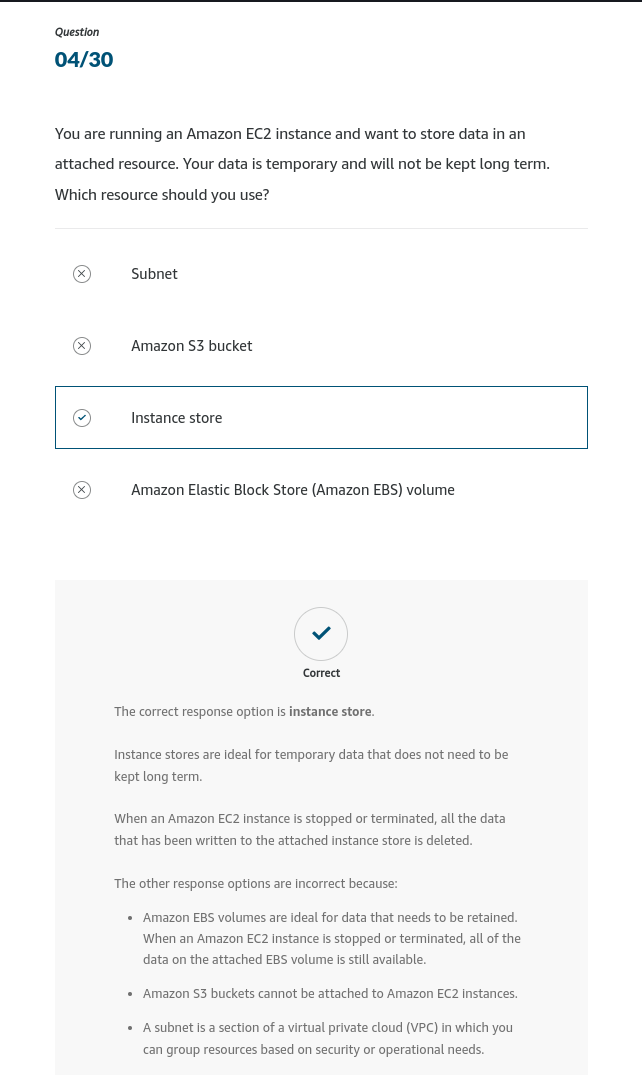 Question
04/30
You are running an Amazon EC2 instance and want to store data in an
attached resource. Your data is temporary and will not be kept long term.
Which resource should you use?
Subnet
Amazon S3 bucket
Instance store
Amazon Elastic Block Store (Amazon EBS) volume
Correct
The correct response option is instance store.
Instance stores are ideal for temporary data that does not need to be
kept long term.
When an Amazon EC2 instance is stopped or terminated, all the data
that has been written to the attached instance store is deleted.
The other response options are incorrect because:
• Amazon EBS volumes are ideal for data that needs to be retained.
When an Amazon EC2 instance is stopped or terminated, all of the
data on the attached EBS volume is still available.
• Amazon S3 buckets cannot be attached to Amazon EC2 instances.
• A subnet is a section of a virtual private cloud (VPC) in which you
can group resources based on security or operational needs.